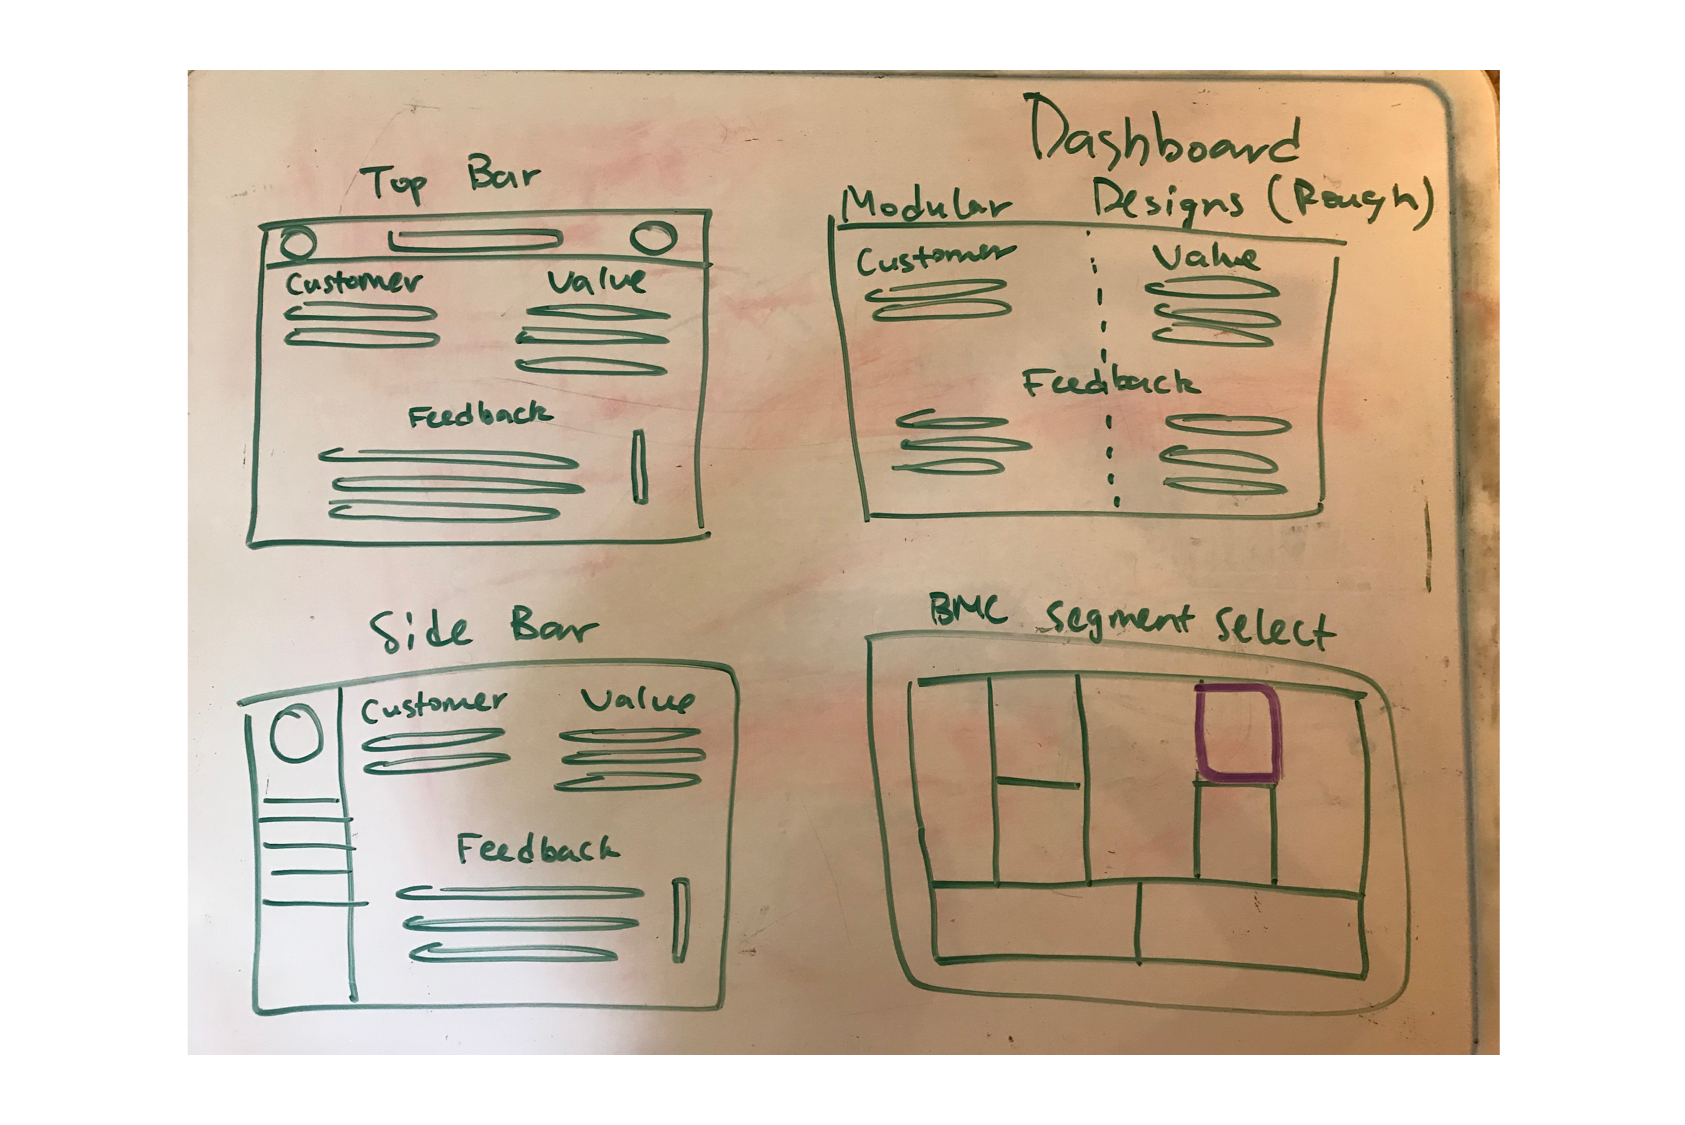 Dashboard
Designs (Rough)
Top Bar
Customer Value
Feedback
Modular
Customer Value
Feedback
Side Bar
Customer Value
Feedback
BMC segment select